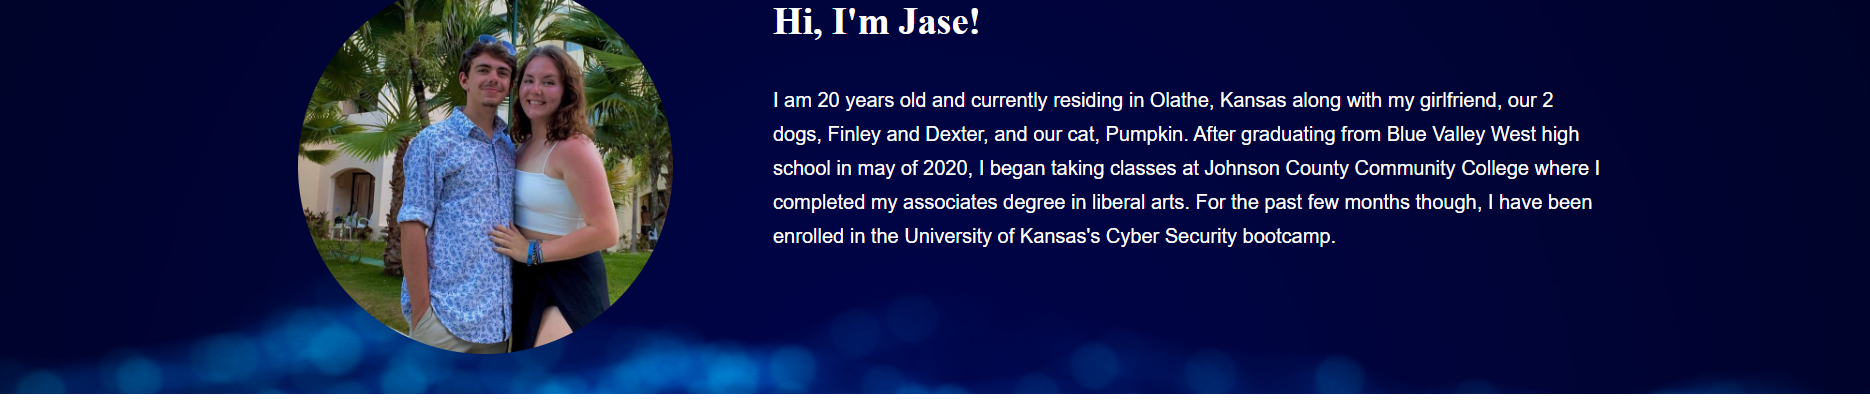 Hi, I'm Jase!
I am 20 years old and currently residing in Olathe, Kansas along with my girlfriend, our 2
dogs, Finley and Dexter, and our cat, Pumpkin. After graduating from Blue Valley West high
school in may of 2020, I began taking classes at Johnson County Community College where I
completed my associates degree in liberal arts. For the past few months though, I have been
enrolled in the University of Kansas's Cyber Security bootcamp.